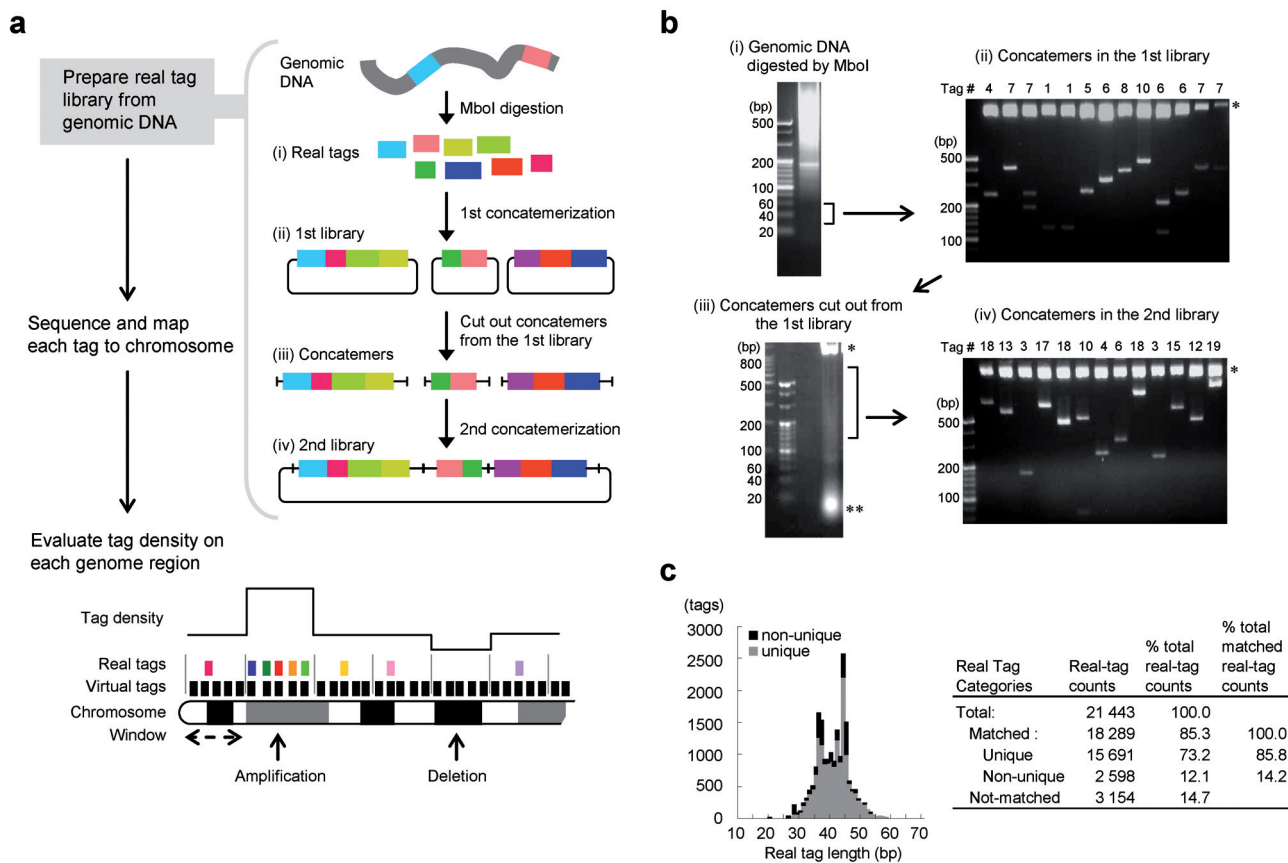 a
Prepare real tag
library from
genomic DNA
Sequence and map
each tag to chromosome
Evaluate tag density on
each genome region
Genomic
DNA
MboI digestion
(i) Real tags
1st concatemerization
(ii) 1st library
Cut out concatemers
from the 1st library
(iii) Concatemers
2nd concatemerization
(iv) 2nd library
Tag density
Real tags
Virtual tags
Chromosome
Window
Amplification
Deletion
b
(i) Genomic DNA
digested by MboI
(bp)
500
200
100
60
40
20
(ii) Concatemers in the 1st library
Tag # 4 7 7 1 1 5 6 8 10 6 6 7 7
*
(bp)
500
200
100
(iii) Concatemers cut out from
the 1st library
(bp)
800
500
200
100
60
40
20
*
**
(iv) Concatemers in the 2nd library
Tag # 18 13 3 17 18 10 4 6 18 3 15 12 19
*
(bp)
500
200
100
c
(tags)
3000
2500
2000
1500
1000
500
0
non-unique
unique
10 20 30 40 50 60 70
Real tag length (bp)
Real Tag Categories Real-tag counts % total real-tag counts % total matched real-tag counts
Total: 21 443 100.0
Matched : 18 289 85.3 100.0
Unique 15 691 73.2 85.8
Non-unique 2 598 12.1 14.2
Not-matched 3 154 14.7